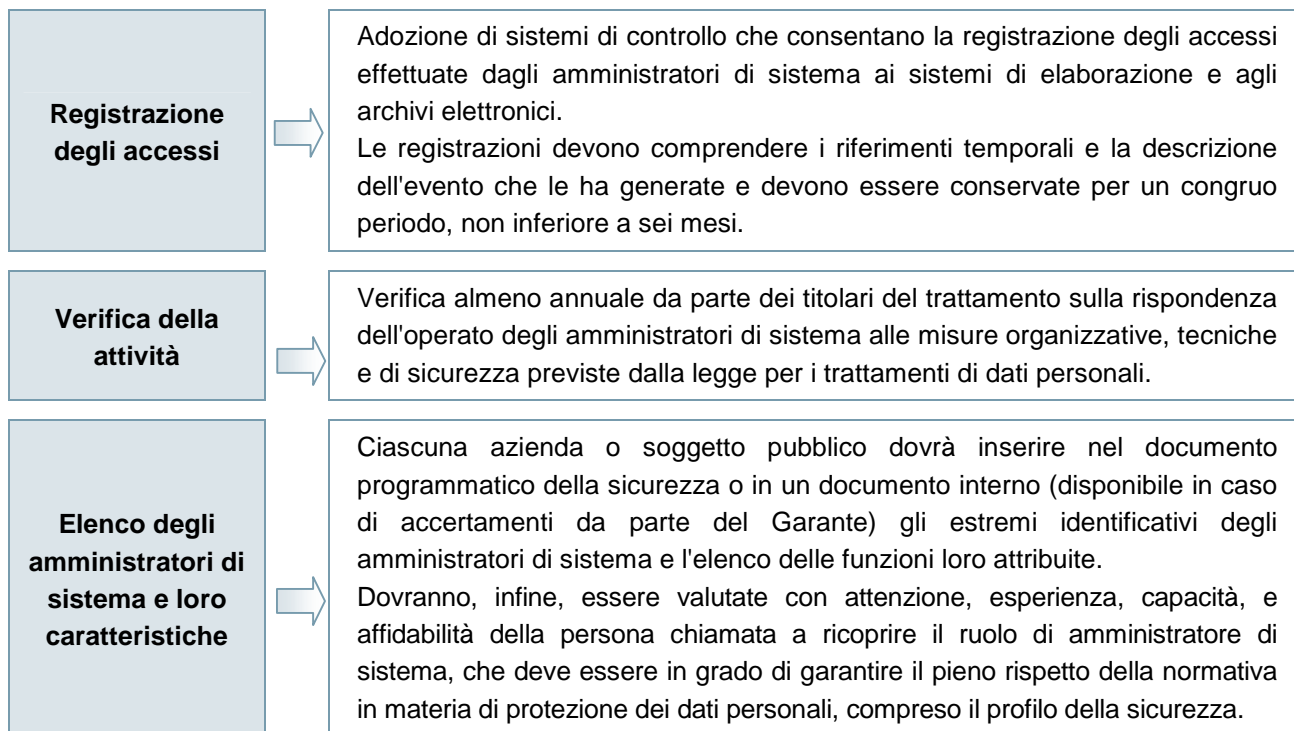 Registrazione
degli accessi
Adozione di sistemi di controllo che consentano la registrazione degli accessi
effettuate dagli amministratori di sistema ai sistemi di elaborazione e agli
archivi elettronici.
Le registrazioni devono comprendere i riferimenti temporali e la descrizione
dell'evento che le ha generate e devono essere conservate per un congruo
periodo, non inferiore a sei mesi.
Verifica della
attività
Verifica almeno annuale da parte dei titolari del trattamento sulla rispondenza
dell'operato degli amministratori di sistema alle misure organizzative, tecniche
e di sicurezza previste dalla legge per i trattamenti di dati personali.
Elenco degli
amministratori di
sistema e loro
caratteristiche
Ciascuna azienda o soggetto pubblico dovrà inserire nel documento
programmatico della sicurezza o in un documento interno (disponibile in caso
di accertamenti da parte del Garante) gli estremi identificativi degli
amministratori di sistema e l'elenco delle funzioni loro attribuite.
Dovranno, infine, essere valutate con attenzione, esperienza, capacità, e
affidabilità della persona chiamata a ricoprire il ruolo di amministratore di
sistema, che deve essere in grado di garantire il pieno rispetto della normativa
in materia di protezione dei dati personali, compreso il profilo della sicurezza.